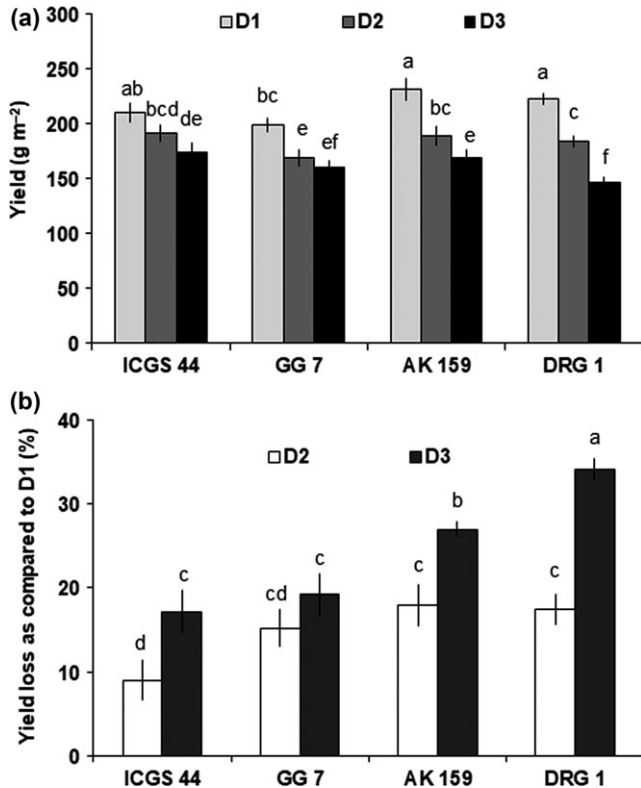 (a)
D1 D2 D3
300
250
200
150
100
50
0
Yield (g m⁻²)
ab bcd de bc e ef a bc e a c f
ICGS 44 GG 7 AK 159 DRG 1
(b)
D2 D3
40
30
20
10
0
Yield loss as compared to D1 (%)
d c cd c c b c a
ICGS 44 GG 7 AK 159 DRG 1